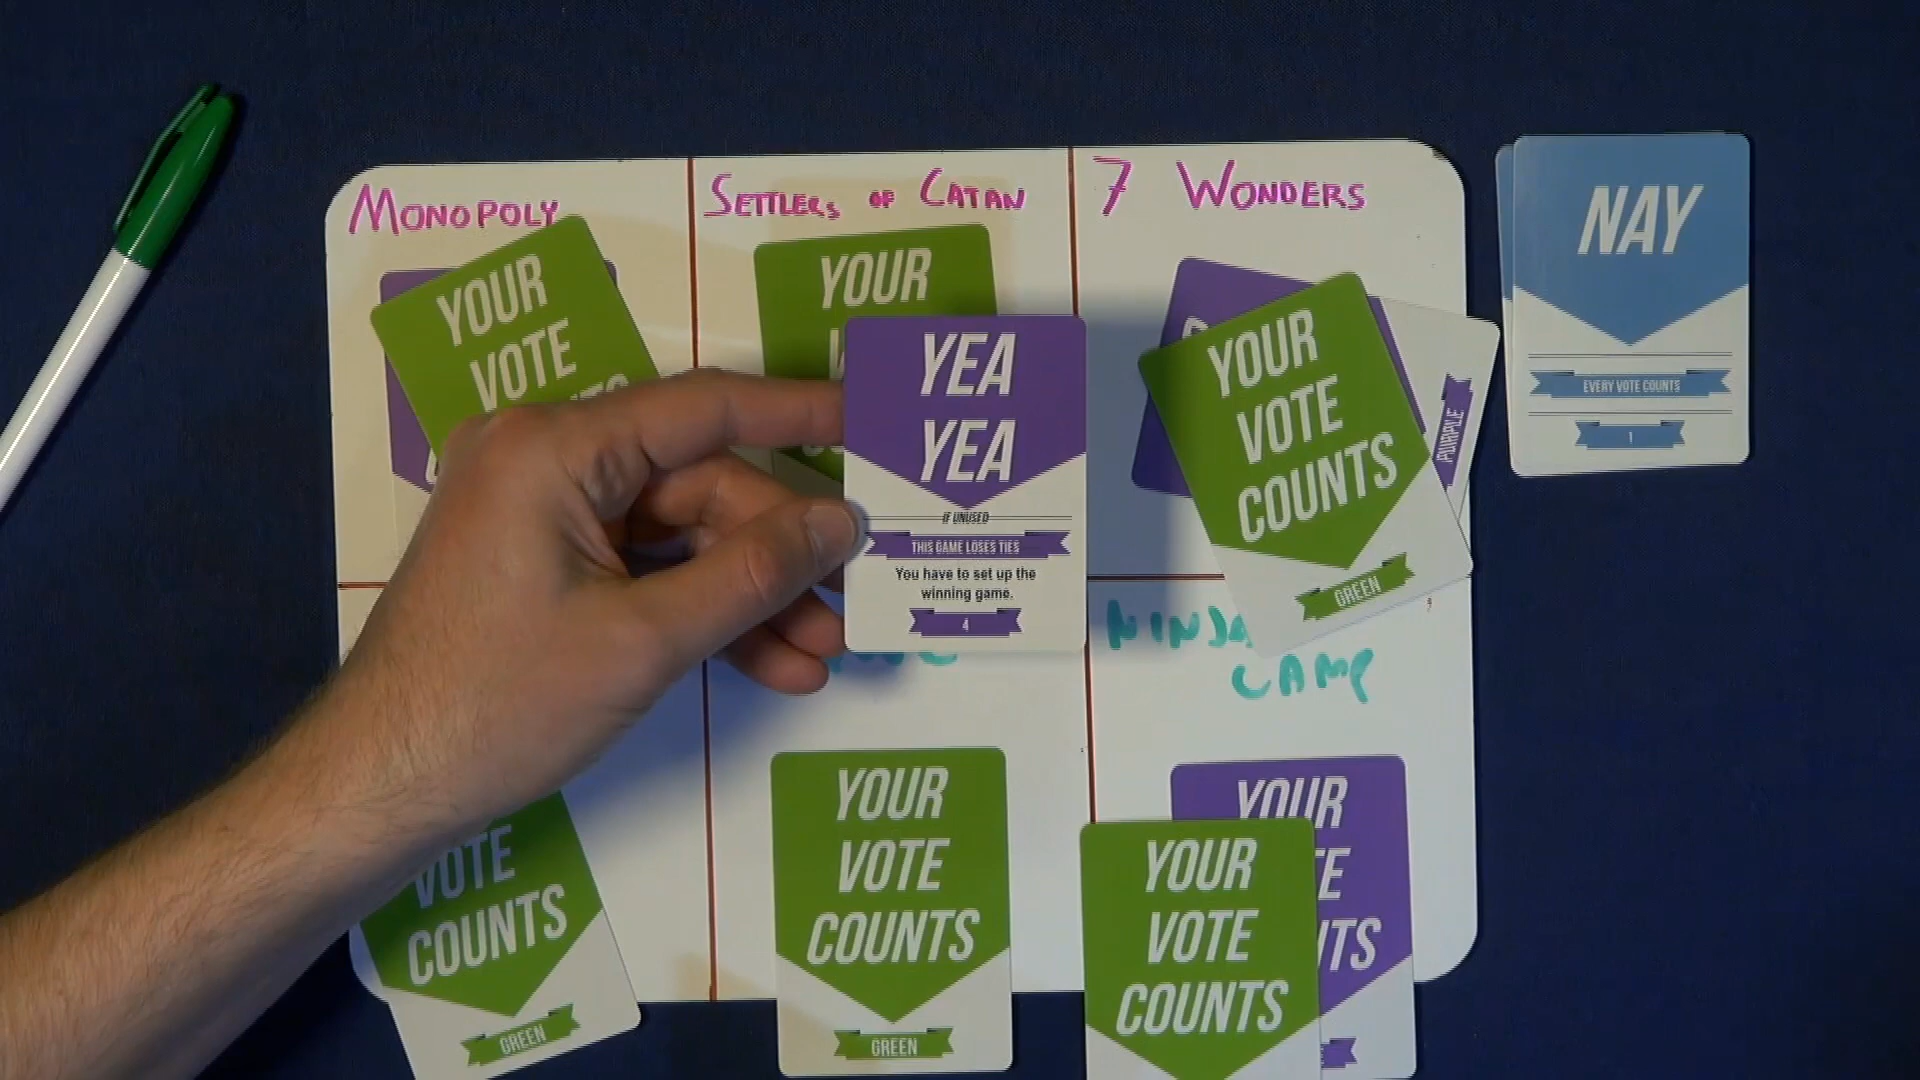 MONOPOLY
SETTLERS OF CATAN
7 WONDERS
YOUR
VOTE
YOUR
YEA
YEA
IF UNUSED
THIS GAME LOSES TIES
You have to set up the
winning game.
4
YOUR
VOTE
COUNTS
GREEN
PURPLE
NAY
EVERY VOTE COUNTS
1
NINJA
CAMP
VOTE
COUNTS
GREEN
YOUR
VOTE
COUNTS
GREEN
YOUR
YOUR
VOTE
COUNTS